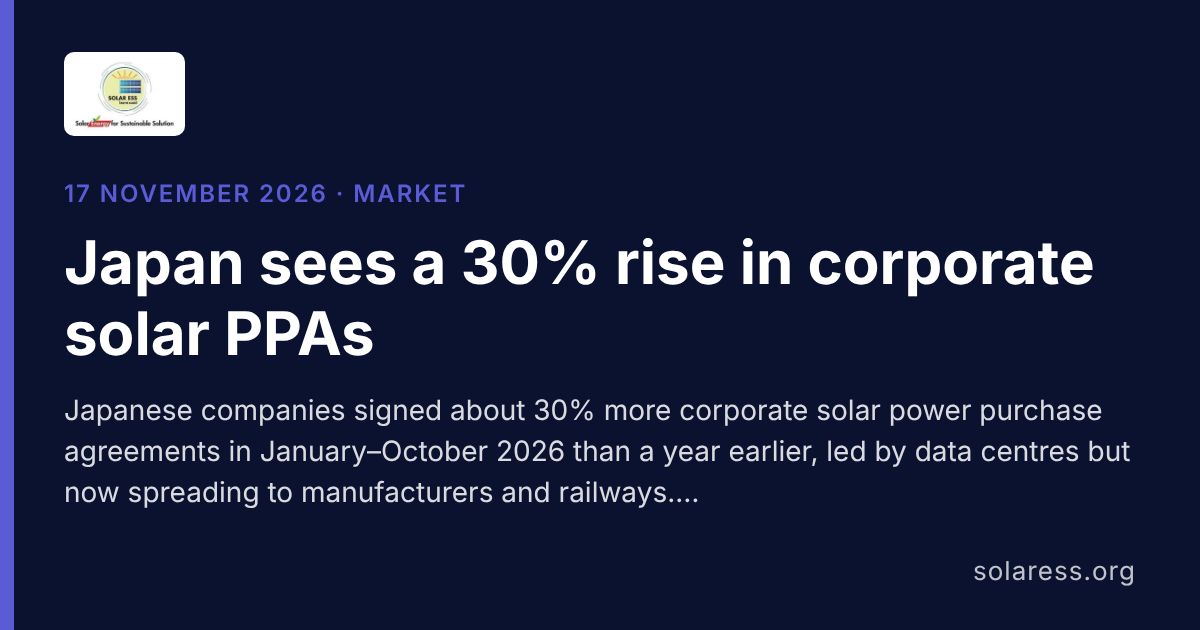 SOLAR ESS
Solar Energy for Sustainable Solution
17 NOVEMBER 2026 · MARKET
Japan sees a 30% rise in corporate
solar PPAs
Japanese companies signed about 30% more corporate solar power purchase
agreements in January–October 2026 than a year earlier, led by data centres but
now spreading to manufacturers and railways....
solaress.org